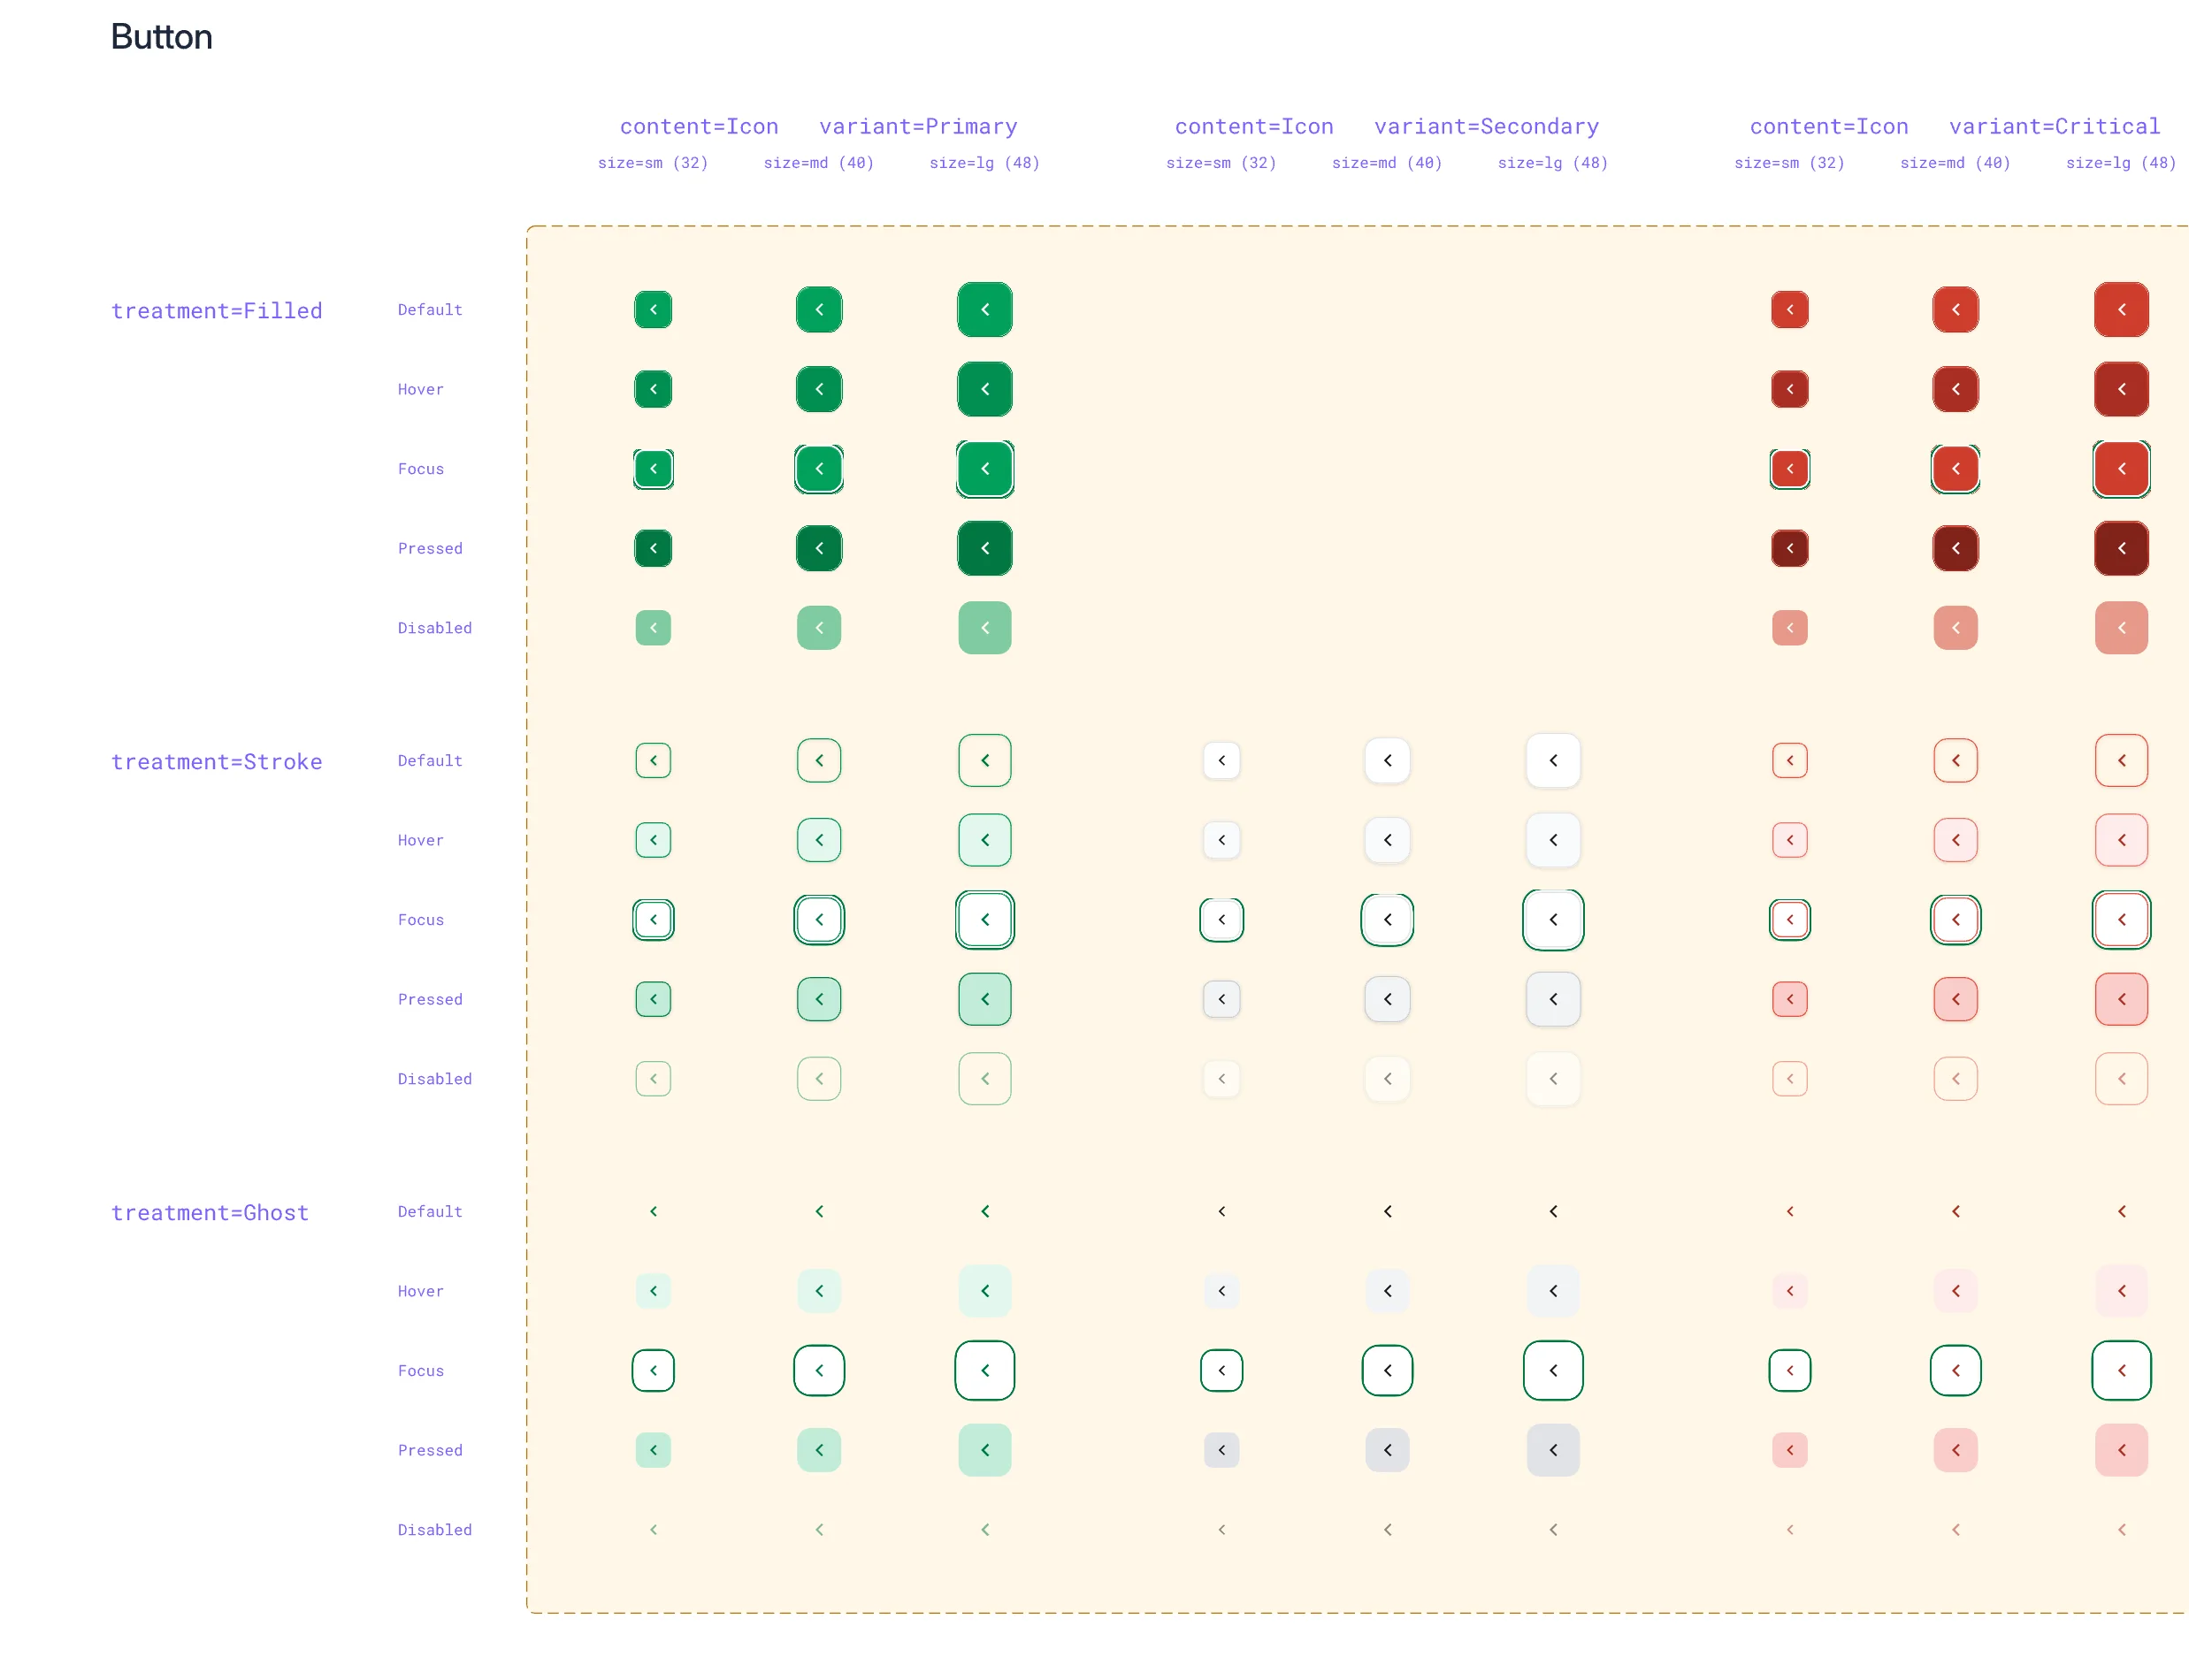 Button
content=Icon variant=Primary content=Icon variant=Secondary content=Icon variant=Critical
size=sm (32) size=md (40) size=lg (48) size=sm (32) size=md (40) size=lg (48) size=sm (32) size=md (40) size=lg (48)
treatment=Filled Default
Hover
Focus
Pressed
Disabled
treatment=Stroke Default
Hover
Focus
Pressed
Disabled
treatment=Ghost Default
Hover
Focus
Pressed
Disabled